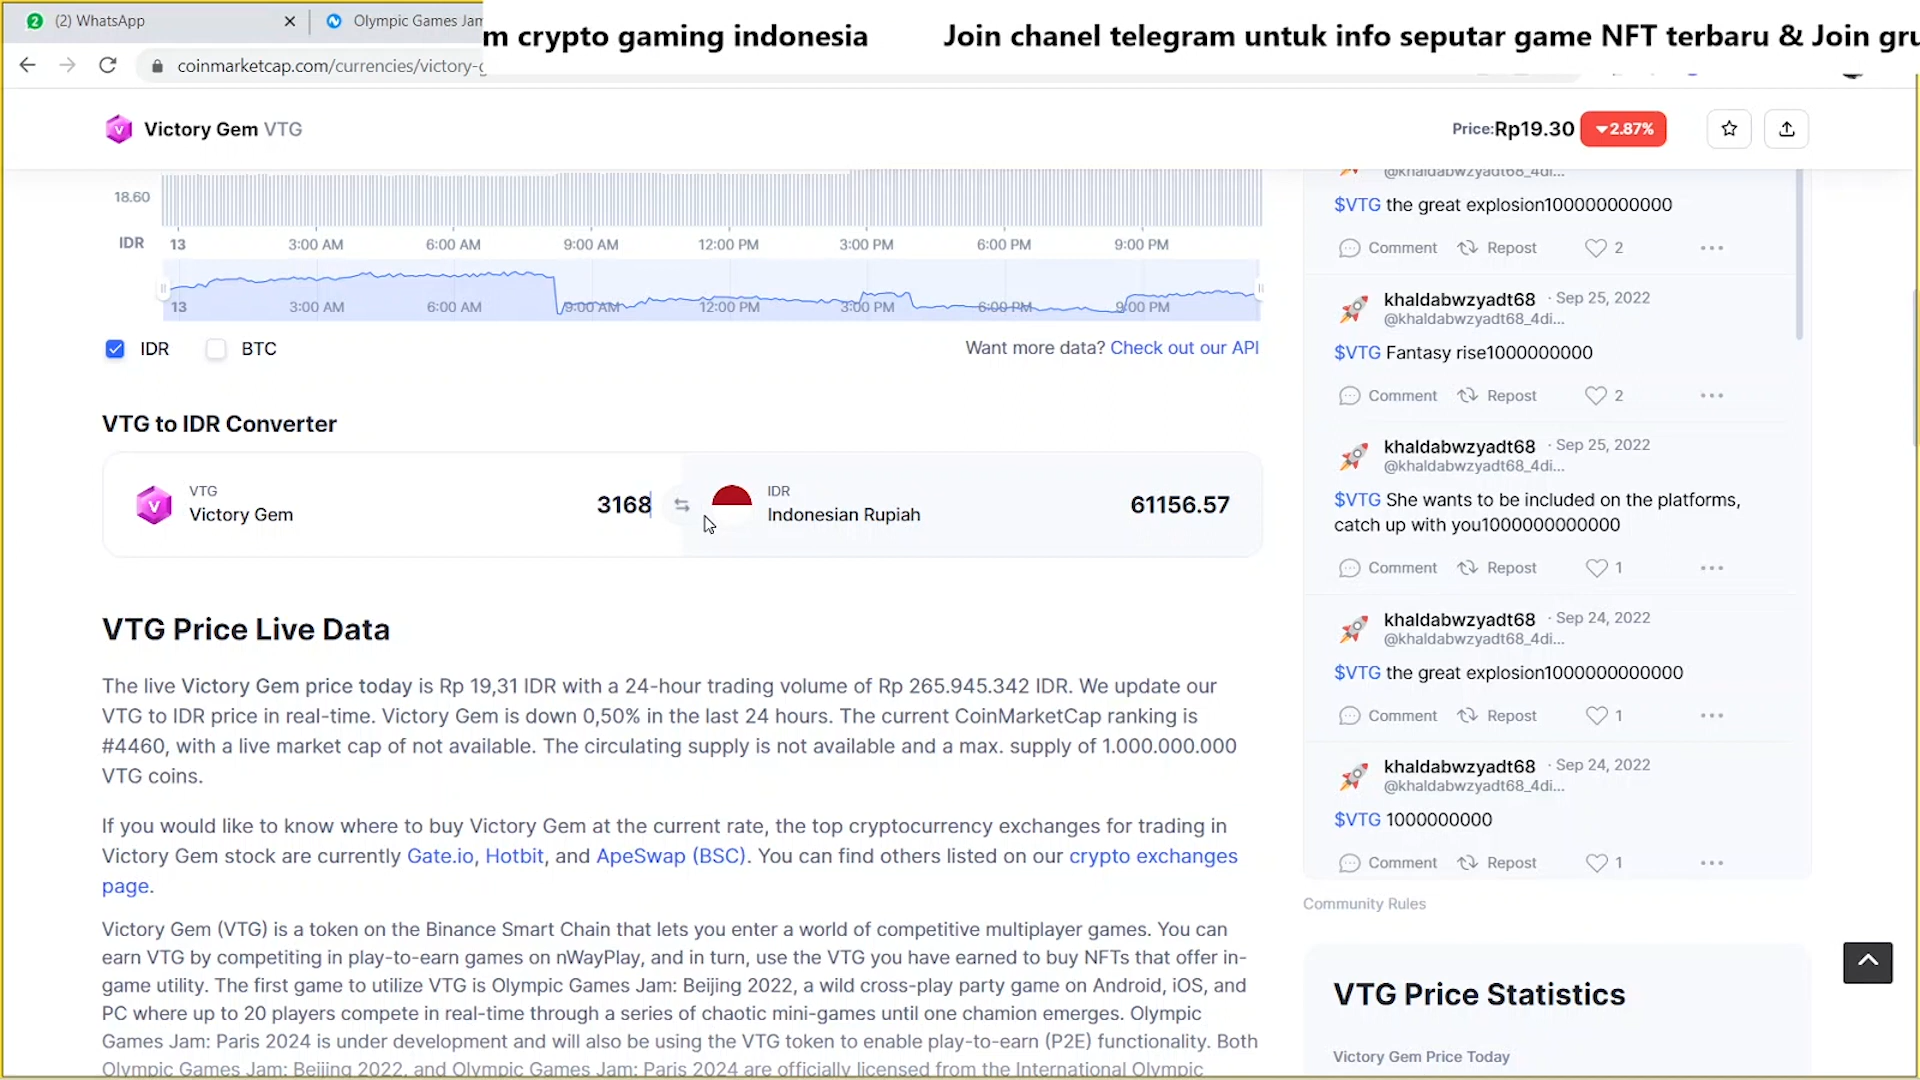 (2) WhatsApp
Olympic Games Jam
m crypto gaming indonesia Join chanel telegram untuk info seputar game NFT terbaru & Join gru
coinmarketcap.com/currencies/victory-g
Victory Gem VTG
Price:Rp19.30 2.87%
18.60
IDR 13 3:00 AM 6:00 AM 9:00 AM 12:00 PM 3:00 PM 6:00 PM 9:00 PM
13 3:00 AM 6:00 AM 9:00 AM 12:00 PM 3:00 PM 6:00 PM 9:00 PM
IDR BTC
Want more data? Check out our API
VTG to IDR Converter
VTG
Victory Gem
3168
IDR
Indonesian Rupiah
61156.57
VTG Price Live Data
The live Victory Gem price today is Rp 19,31 IDR with a 24-hour trading volume of Rp 265.945.342 IDR. We update our
VTG to IDR price in real-time. Victory Gem is down 0,50% in the last 24 hours. The current CoinMarketCap ranking is
#4460, with a live market cap of not available. The circulating supply is not available and a max. supply of 1.000.000.000
VTG coins.
If you would like to know where to buy Victory Gem at the current rate, the top cryptocurrency exchanges for trading in
Victory Gem stock are currently Gate.io, Hotbit, and ApeSwap (BSC). You can find others listed on our crypto exchanges
page.
Victory Gem (VTG) is a token on the Binance Smart Chain that lets you enter a world of competitive multiplayer games. You can
earn VTG by competing in play-to-earn games on nWayPlay, and in turn, use the VTG you have earned to buy NFTs that offer in-
game utility. The first game to utilize VTG is Olympic Games Jam: Beijing 2022, a wild cross-play party game on Android, iOS, and
PC where up to 20 players compete in real-time through a series of chaotic mini-games until one chamion emerges. Olympic
Games Jam: Paris 2024 is under development and will also be using the VTG token to enable play-to-earn (P2E) functionality. Both
Olympic Games Jam: Beijing 2022, and Olympic Games Jam: Paris 2024 are officially licensed from the International Olympic
@khaldabwzyadt68_4di...
$VTG the great explosion100000000000
Comment Repost 2
khaldabwzyadt68 · Sep 25, 2022
@khaldabwzyadt68_4di...
$VTG Fantasy rise1000000000
Comment Repost 2
khaldabwzyadt68 · Sep 25, 2022
@khaldabwzyadt68_4di...
$VTG She wants to be included on the platforms,
catch up with you1000000000000
Comment Repost 1
khaldabwzyadt68 · Sep 24, 2022
@khaldabwzyadt68_4di...
$VTG the great explosion1000000000000
Comment Repost 1
khaldabwzyadt68 · Sep 24, 2022
@khaldabwzyadt68_4di...
$VTG 1000000000
Comment Repost 1
Community Rules
VTG Price Statistics
Victory Gem Price Today